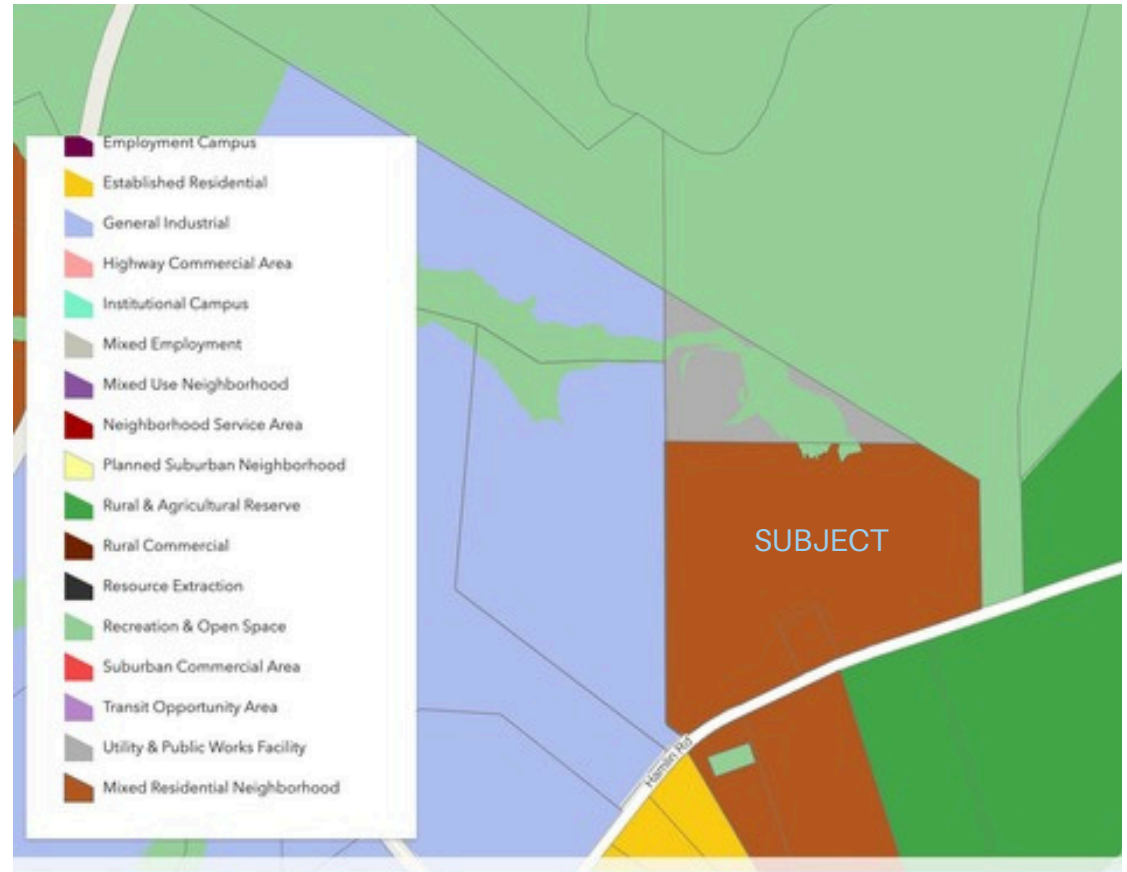 Employment Campus
Established Residential
General Industrial
Highway Commercial Area
Institutional Campus
Mixed Employment
Mixed Use Neighborhood
Neighborhood Service Area
Planned Suburban Neighborhood
Rural & Agricultural Reserve
Rural Commercial
Resource Extraction
Recreation & Open Space
Suburban Commercial Area
Transit Opportunity Area
Utility & Public Works Facility
Mixed Residential Neighborhood
SUBJECT
Hamlin Rd